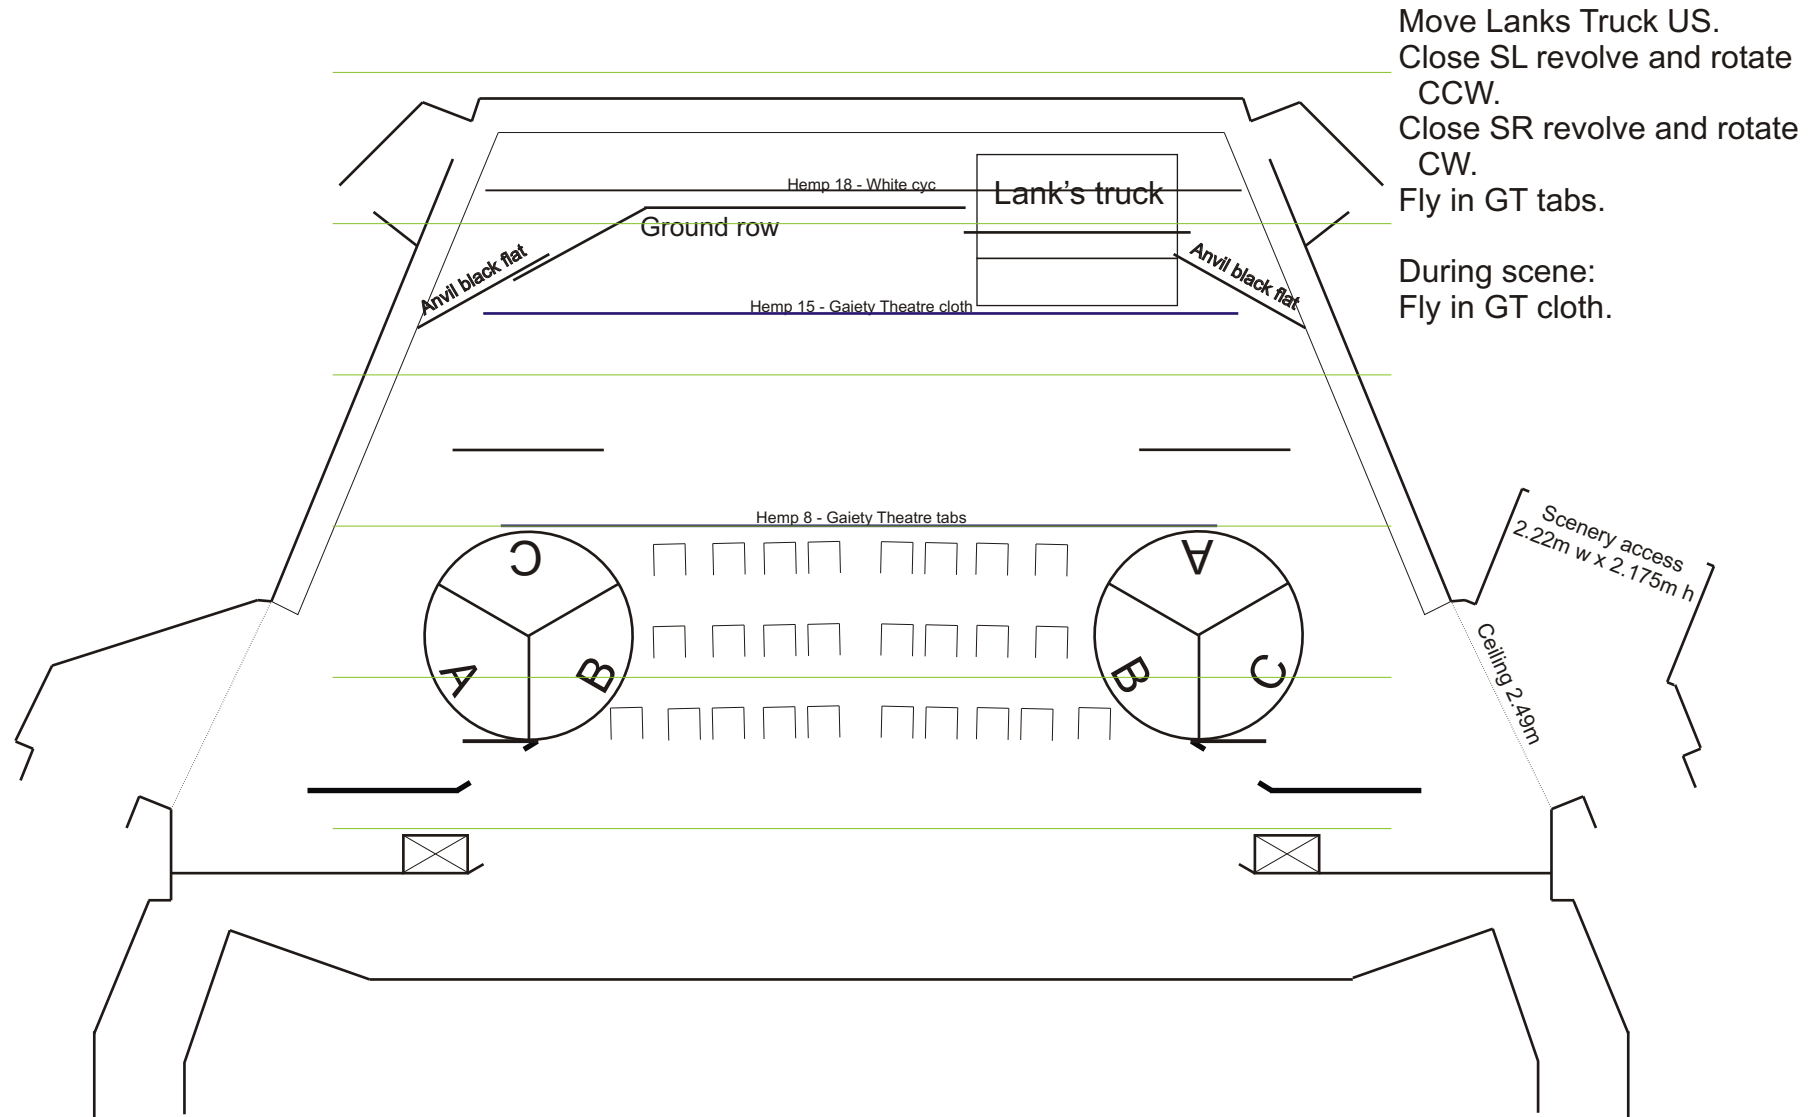 Move Lanks Truck US.
Close SL revolve and rotate
CCW.
Close SR revolve and rotate
CW.
Fly in GT tabs.
During scene:
Fly in GT cloth.
Hemp 18 - White cyc
Lank's truck
Ground row
Anvil black flat
Anvil black flat
Hemp 15 - Gaiety Theatre cloth
Hemp 8 - Gaiety Theatre tabs
Scenery access
2.22m w x 2.175m h
Ceiling 2.49m
C
A
B
A
B
C